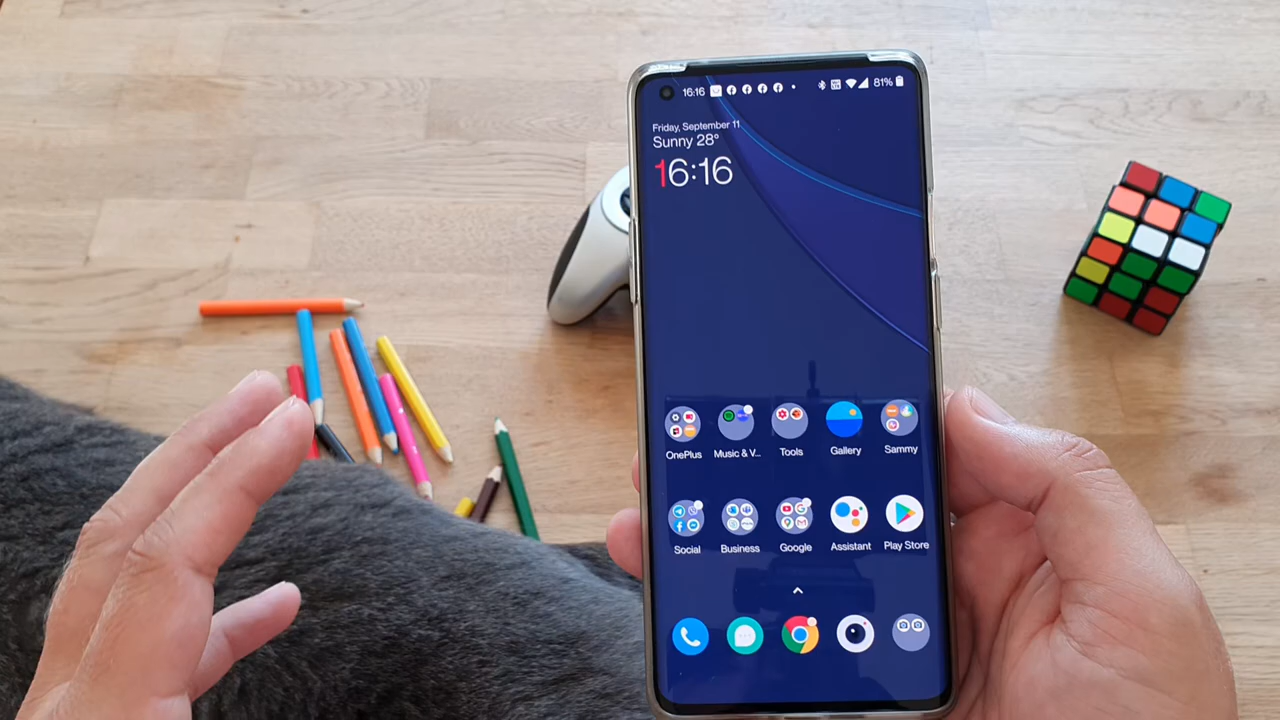 16:16
81%
Friday, September 11
Sunny 28°
16:16
OnePlus
Music & V...
Tools
Gallery
Sammy
Social
Business
Google
Assistant
Play Store